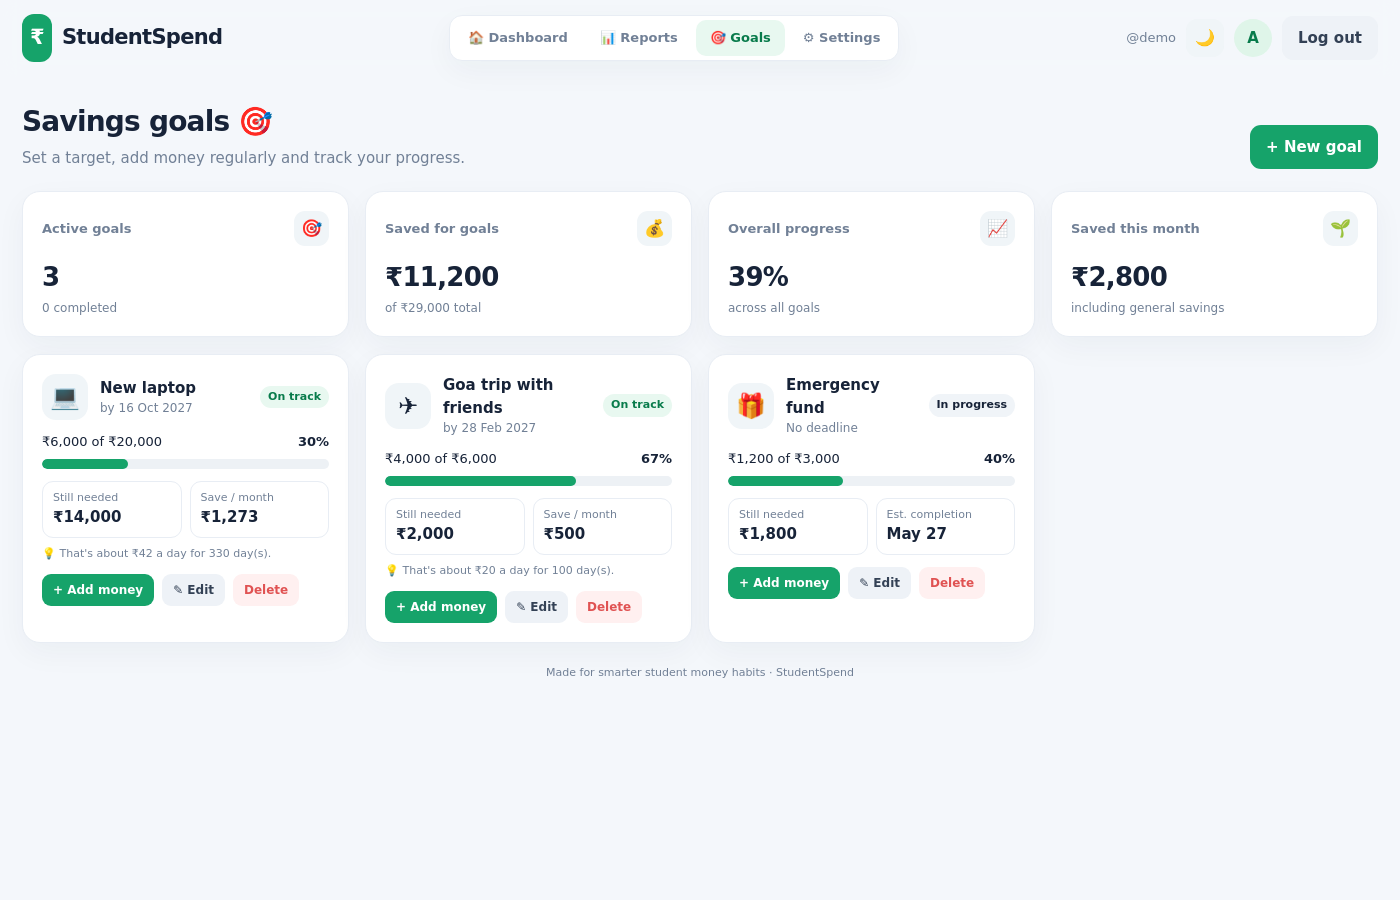 ₹ StudentSpend
🏠 Dashboard
📊 Reports
🎯 Goals
⚙ Settings
@demo
🌙
A
Log out
Savings goals 🎯
Set a target, add money regularly and track your progress.
+ New goal
Active goals
3
0 completed
Saved for goals
₹11,200
of ₹29,000 total
Overall progress
39%
across all goals
Saved this month
₹2,800
including general savings
New laptop
by 16 Oct 2027
On track
₹6,000 of ₹20,000
30%
Still needed
₹14,000
Save / month
₹1,273
💡 That's about ₹42 a day for 330 day(s).
+ Add money
✎ Edit
Delete
Goa trip with
friends
by 28 Feb 2027
On track
₹4,000 of ₹6,000
67%
Still needed
₹2,000
Save / month
₹500
💡 That's about ₹20 a day for 100 day(s).
+ Add money
✎ Edit
Delete
Emergency
fund
No deadline
In progress
₹1,200 of ₹3,000
40%
Still needed
₹1,800
Est. completion
May 27
+ Add money
✎ Edit
Delete
Made for smarter student money habits · StudentSpend